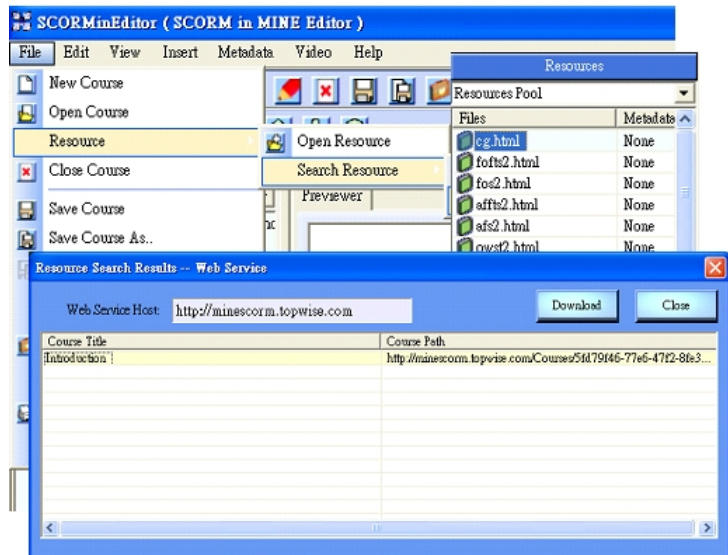 SCORMinEditor ( SCORM in MINE Editor )
File Edit View Insert Metadata Video Help
New Course
Open Course
Resource
Close Course
Save Course
Save Course As..
Open Resource
Search Resource
Previewer
Resources
Resources Pool
Files Metadata
cg.html None
fofts2.html None
fos2.html None
affts2.html None
afs2.html None
owst2.html None
Resource Search Results -- Web Service
Web Service Host: http://minescorm.topwise.com Download Close
Course Title Course Path
Introduction http://minescorm.topwise.com/Courses/5fd79f46-77e6-47f2-8fe3...